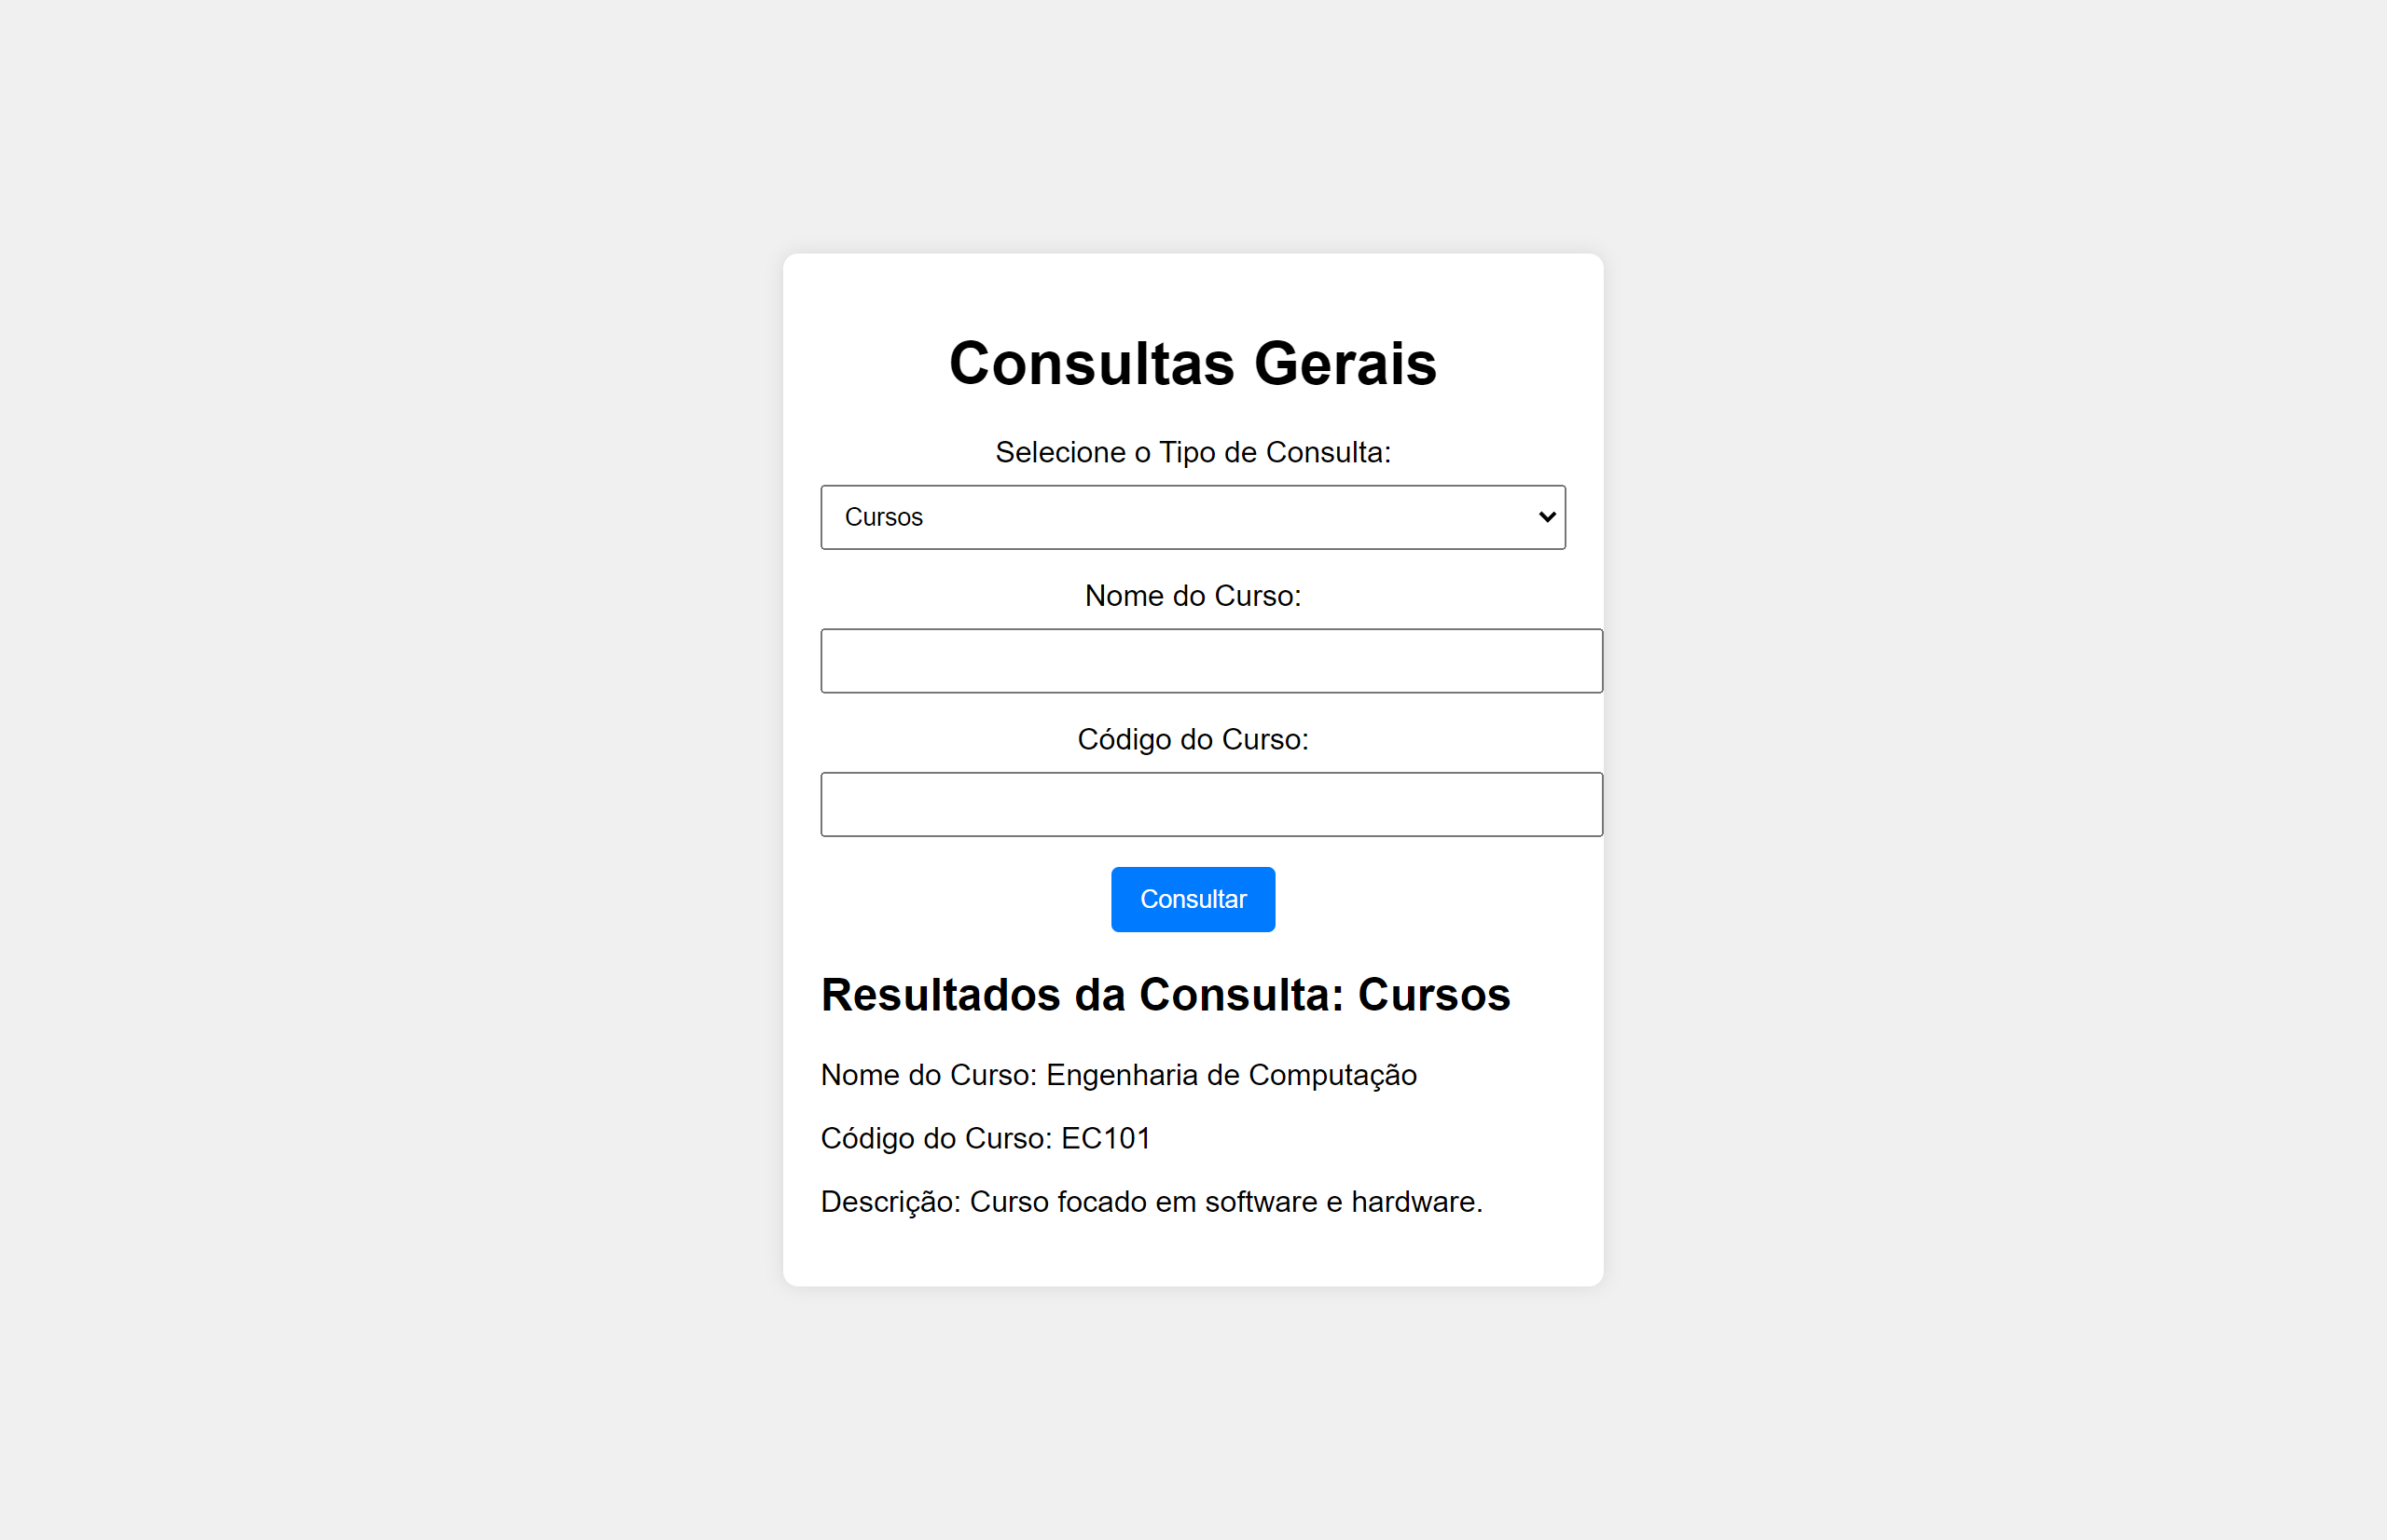 Consultas Gerais
Selecione o Tipo de Consulta:
Cursos
Nome do Curso:
Código do Curso:
Consultar
Resultados da Consulta: Cursos
Nome do Curso: Engenharia de Computação
Código do Curso: EC101
Descrição: Curso focado em software e hardware.